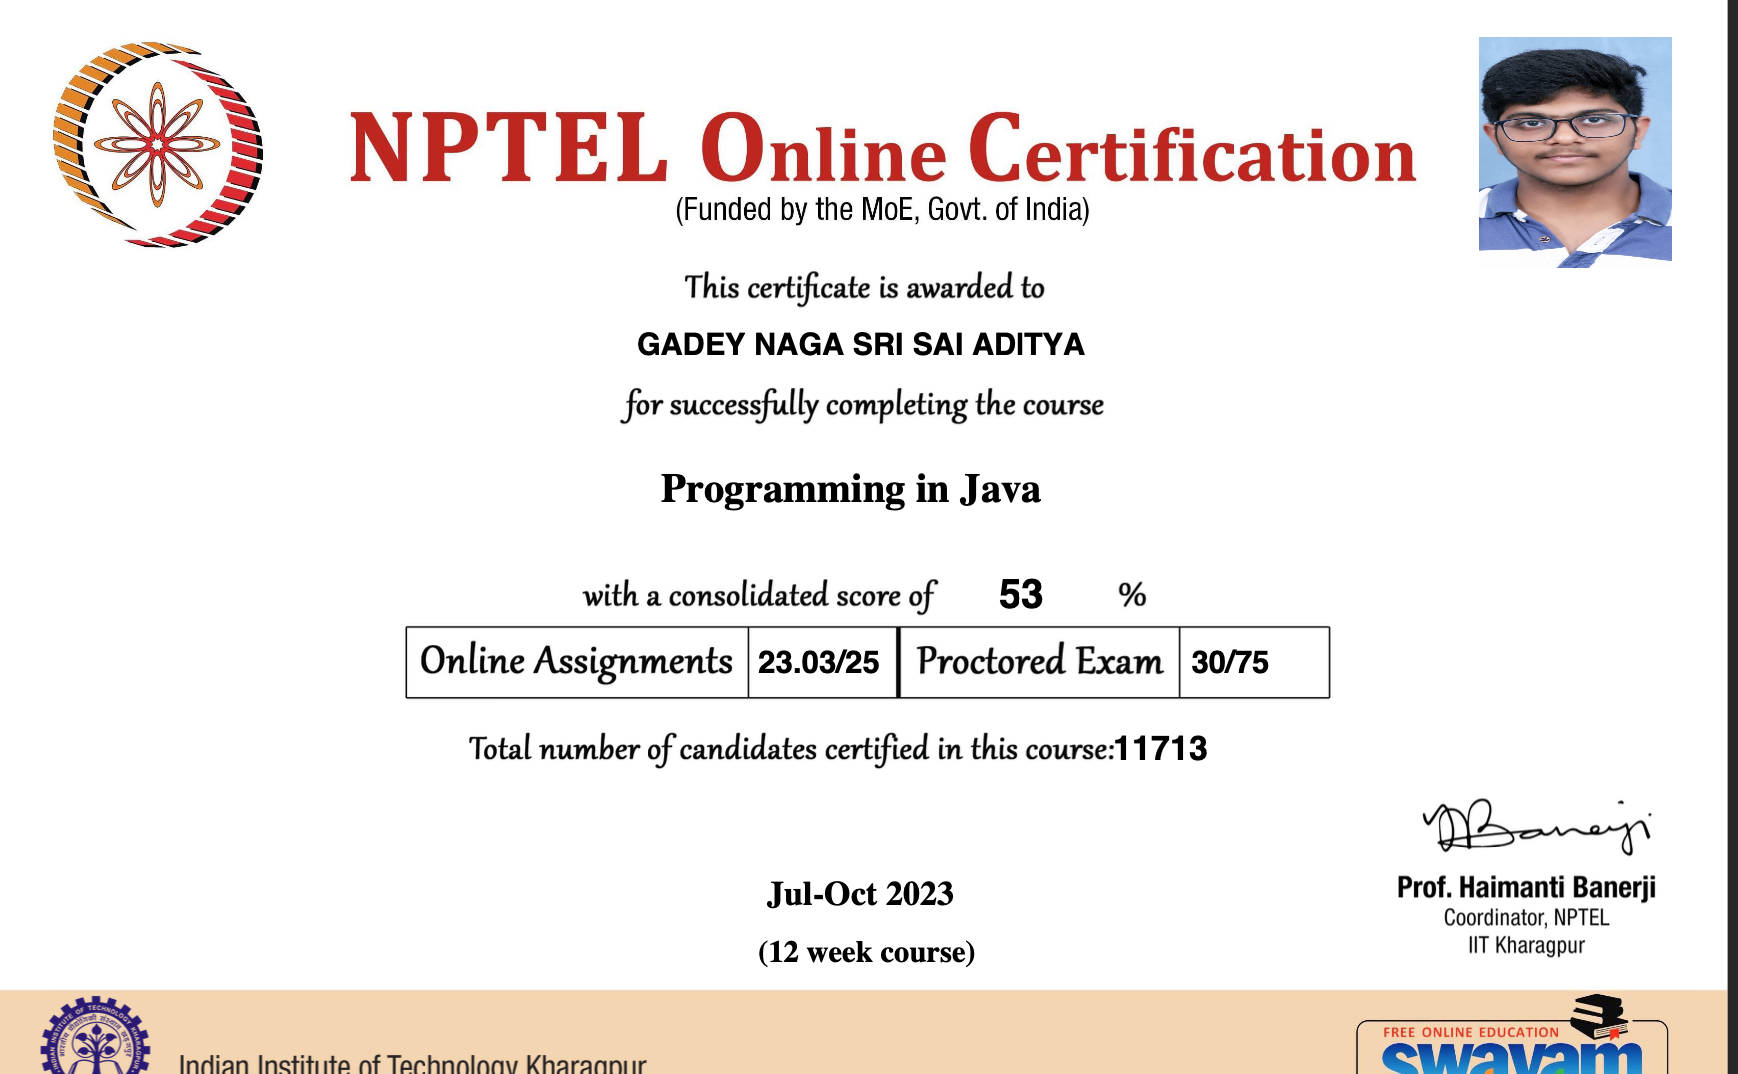 NPTEL Online Certification
(Funded by the MoE, Govt. of India)
This certificate is awarded to
GADEY NAGA SRI SAI ADITYA
for successfully completing the course
Programming in Java
with a consolidated score of 53 %
Online Assignments 23.03/25 Proctored Exam 30/75
Total number of candidates certified in this course:11713
Jul-Oct 2023
(12 week course)
Prof. Haimanti Banerji
Coordinator, NPTEL
IIT Kharagpur
Indian Institute of Technology Kharagpur
FREE ONLINE EDUCATION
swayam